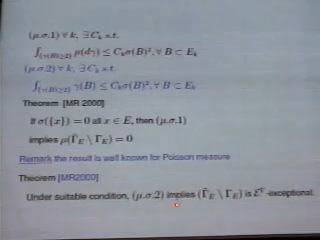 (μ.σ.1) ∀ k, ∃ C_k s.t.
∫_{γ(B)≥2} μ(dγ) ≤ C_k σ(B)², ∀ B ⊂ E_k
(μ.σ.2) ∀ k, ∃ C_k s.t.
∫_{γ(B)≥2} γ(B) ≤ C_k σ(B)², ∀ B ⊂ E_k
Theorem [MR 2000]
If σ({x}) = 0 all x ∈ E, then (μ.σ.1)
implies μ(Γ̈_E \ Γ_E) = 0
Remark the result is well known for Poisson measure
Theorem [MR2000]
Under suitable condition, (μ.σ.2) implies (Γ̈_E \ Γ_E) is ℰ^Γ-exceptional.